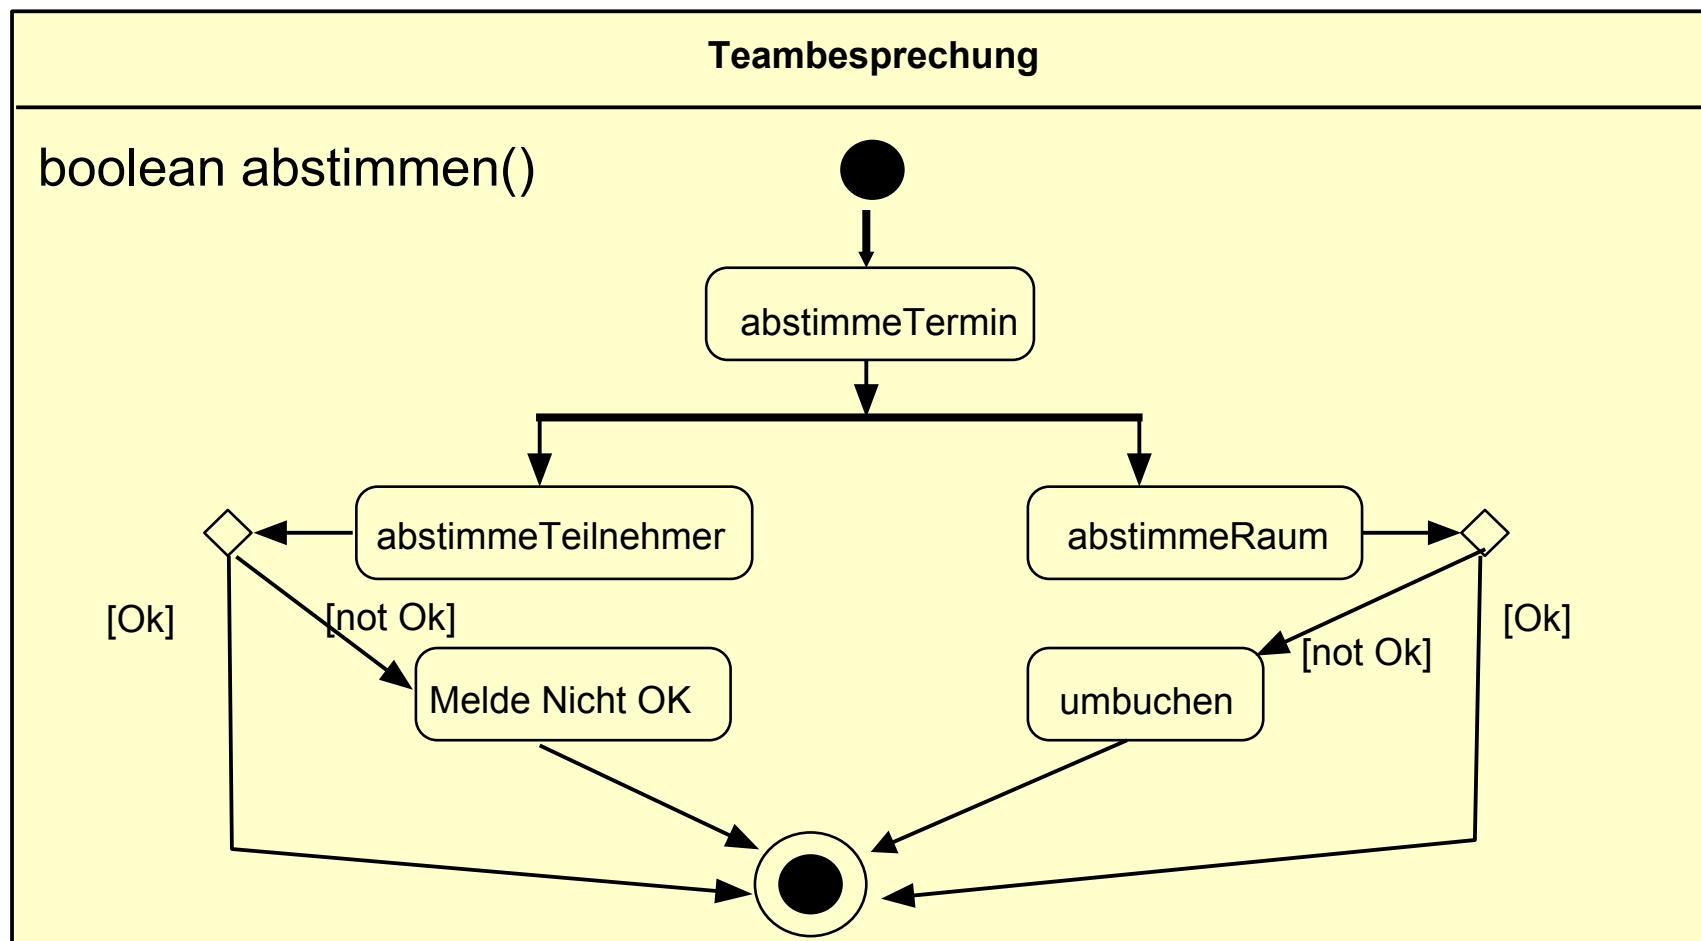 Teambesprechung
boolean abstimmen()
abstimmeTermin
abstimmeTeilnehmer
abstimmeRaum
[Ok]
[not Ok]
[not Ok]
[Ok]
Melde Nicht OK
umbuchen